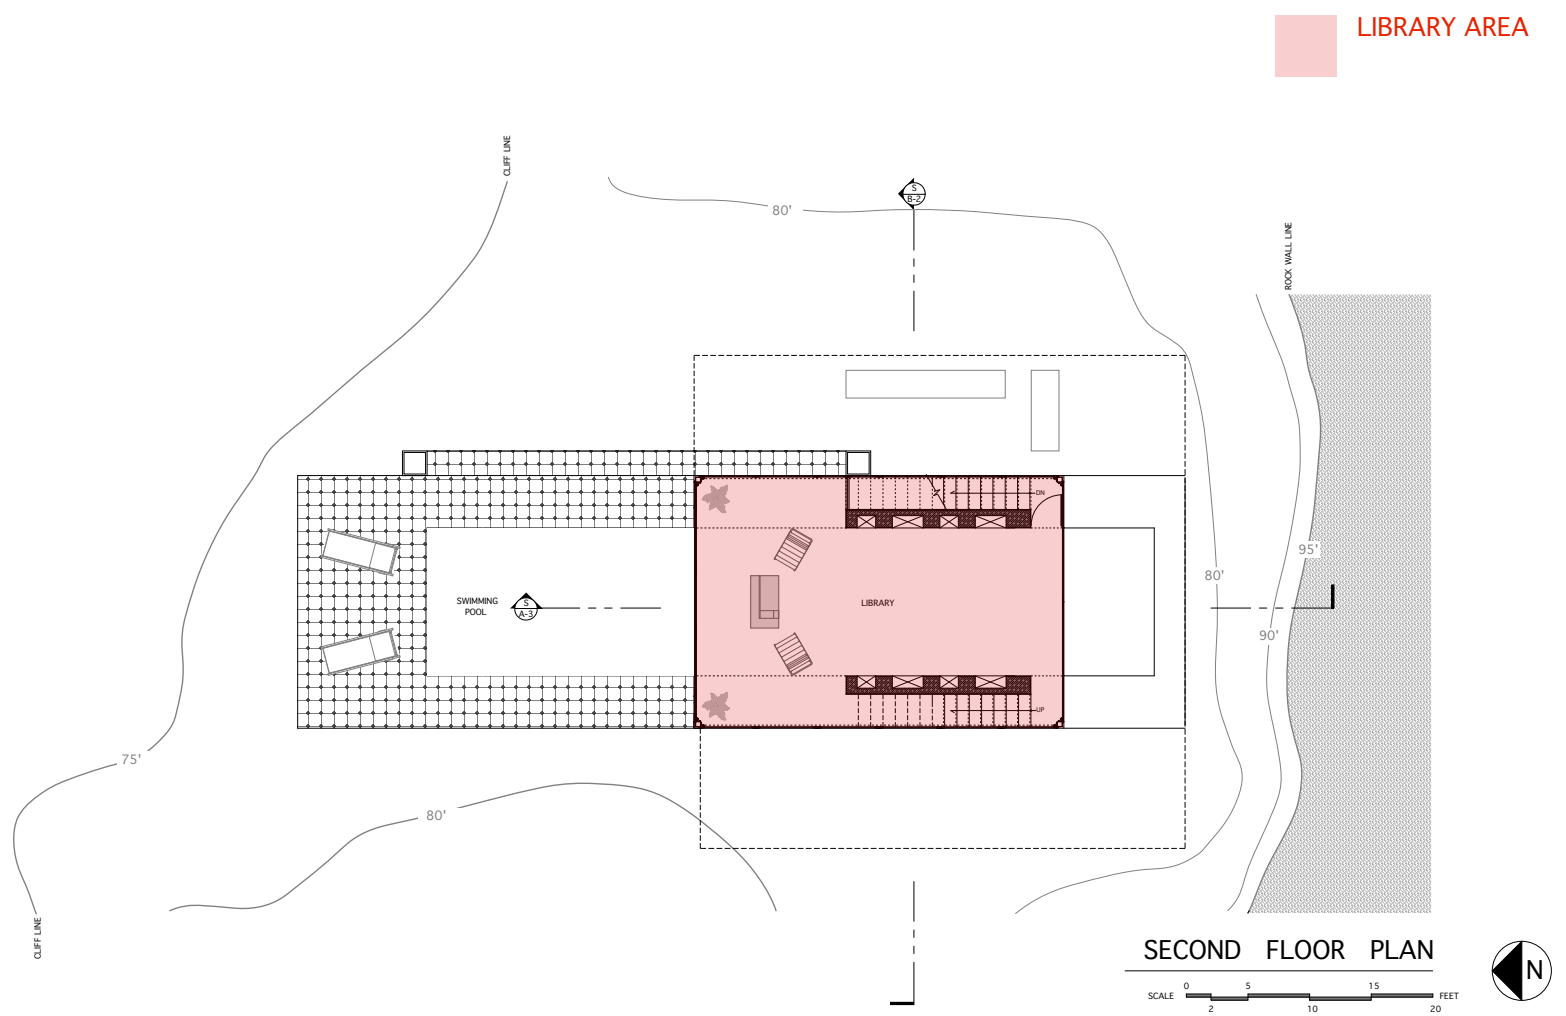 LIBRARY AREA
CLIFF LINE
S
B-2
80'
ROCK WALL LINE
DN
95'
80'
SWIMMING
POOL
S
A-3
LIBRARY
90'
UP
75'
80'
CLIFF LINE
SECOND FLOOR PLAN
N
SCALE
0
5
15
FEET
2
10
20